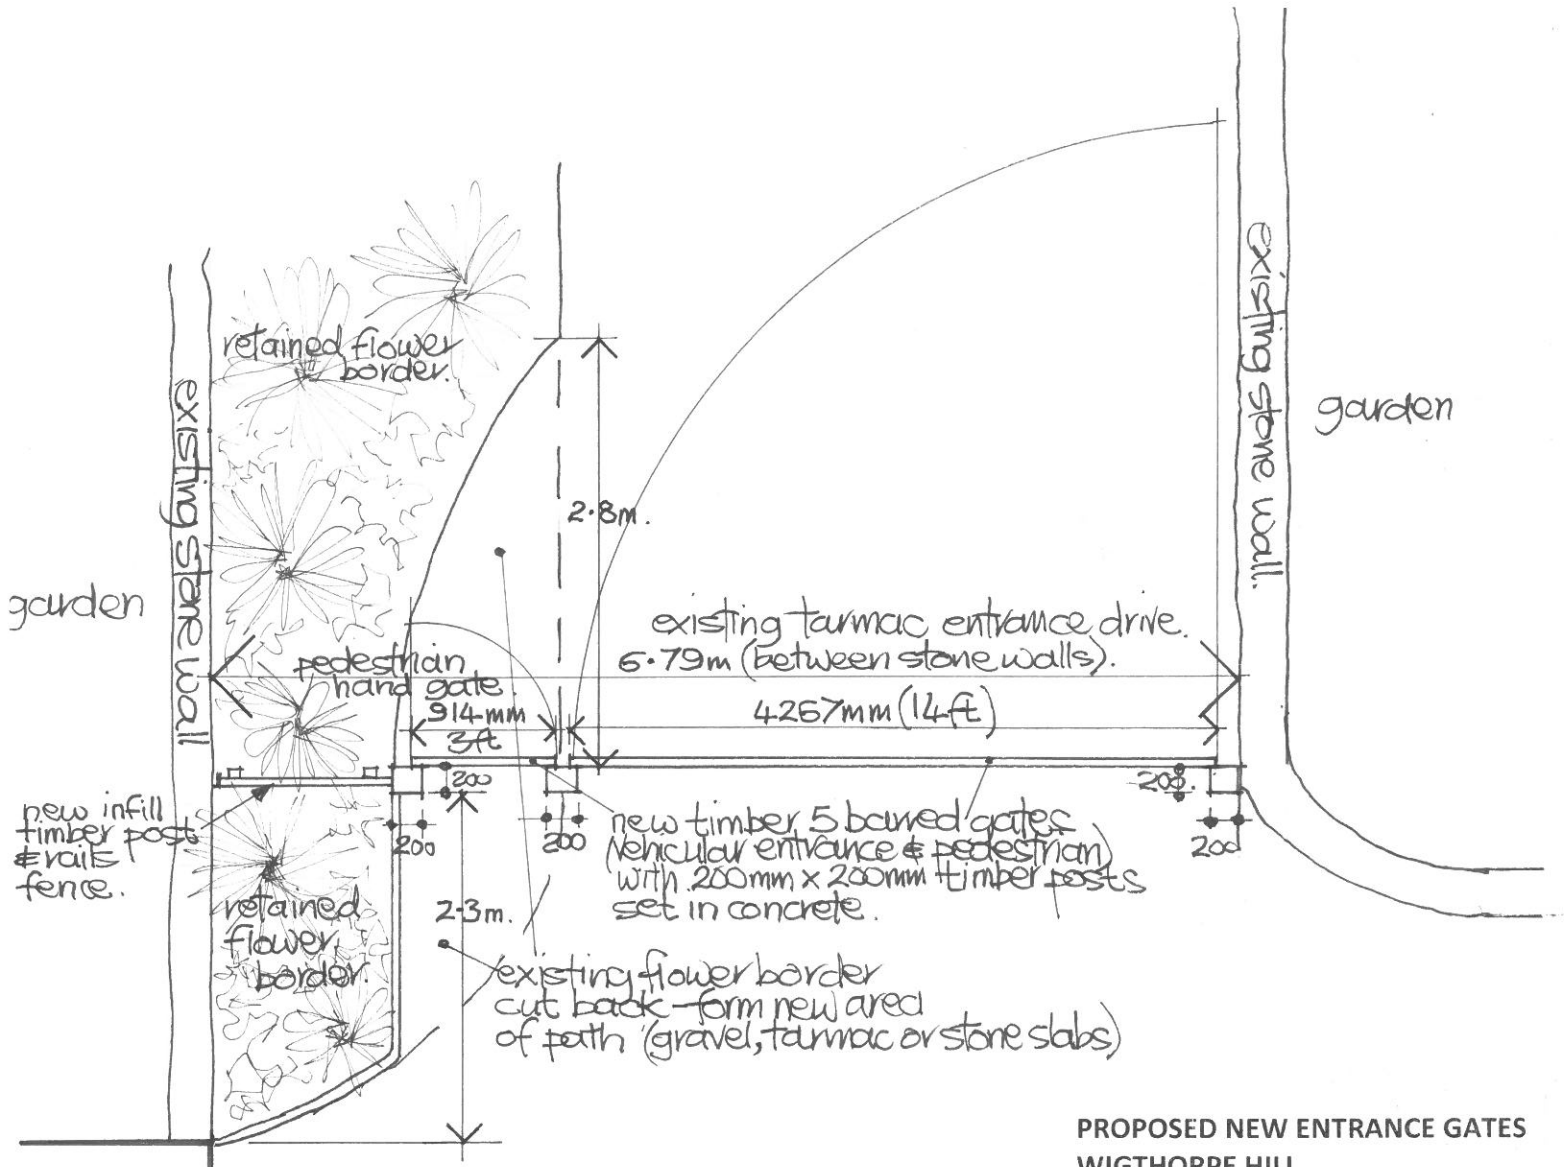 retained flower
border.
existing stone wall
existing stone wall.
garden
garden
2.8m.
existing tarmac entrance drive.
6.79m (between stone walls).
pedestrian
hand gate.
914mm
3ft
4267mm (14ft)
200
200
new infill
timber post
& rails
fence.
200
200
200
new timber 5 barred gates
(vehicular entrance & pedestrian)
with 200mm x 200mm timber posts
set in concrete.
retained
flower
border.
2.3m.
existing flower border
cut back - form new area
of path (gravel, tarmac or stone slabs)
PROPOSED NEW ENTRANCE GATES
WIGTHORPE HILL